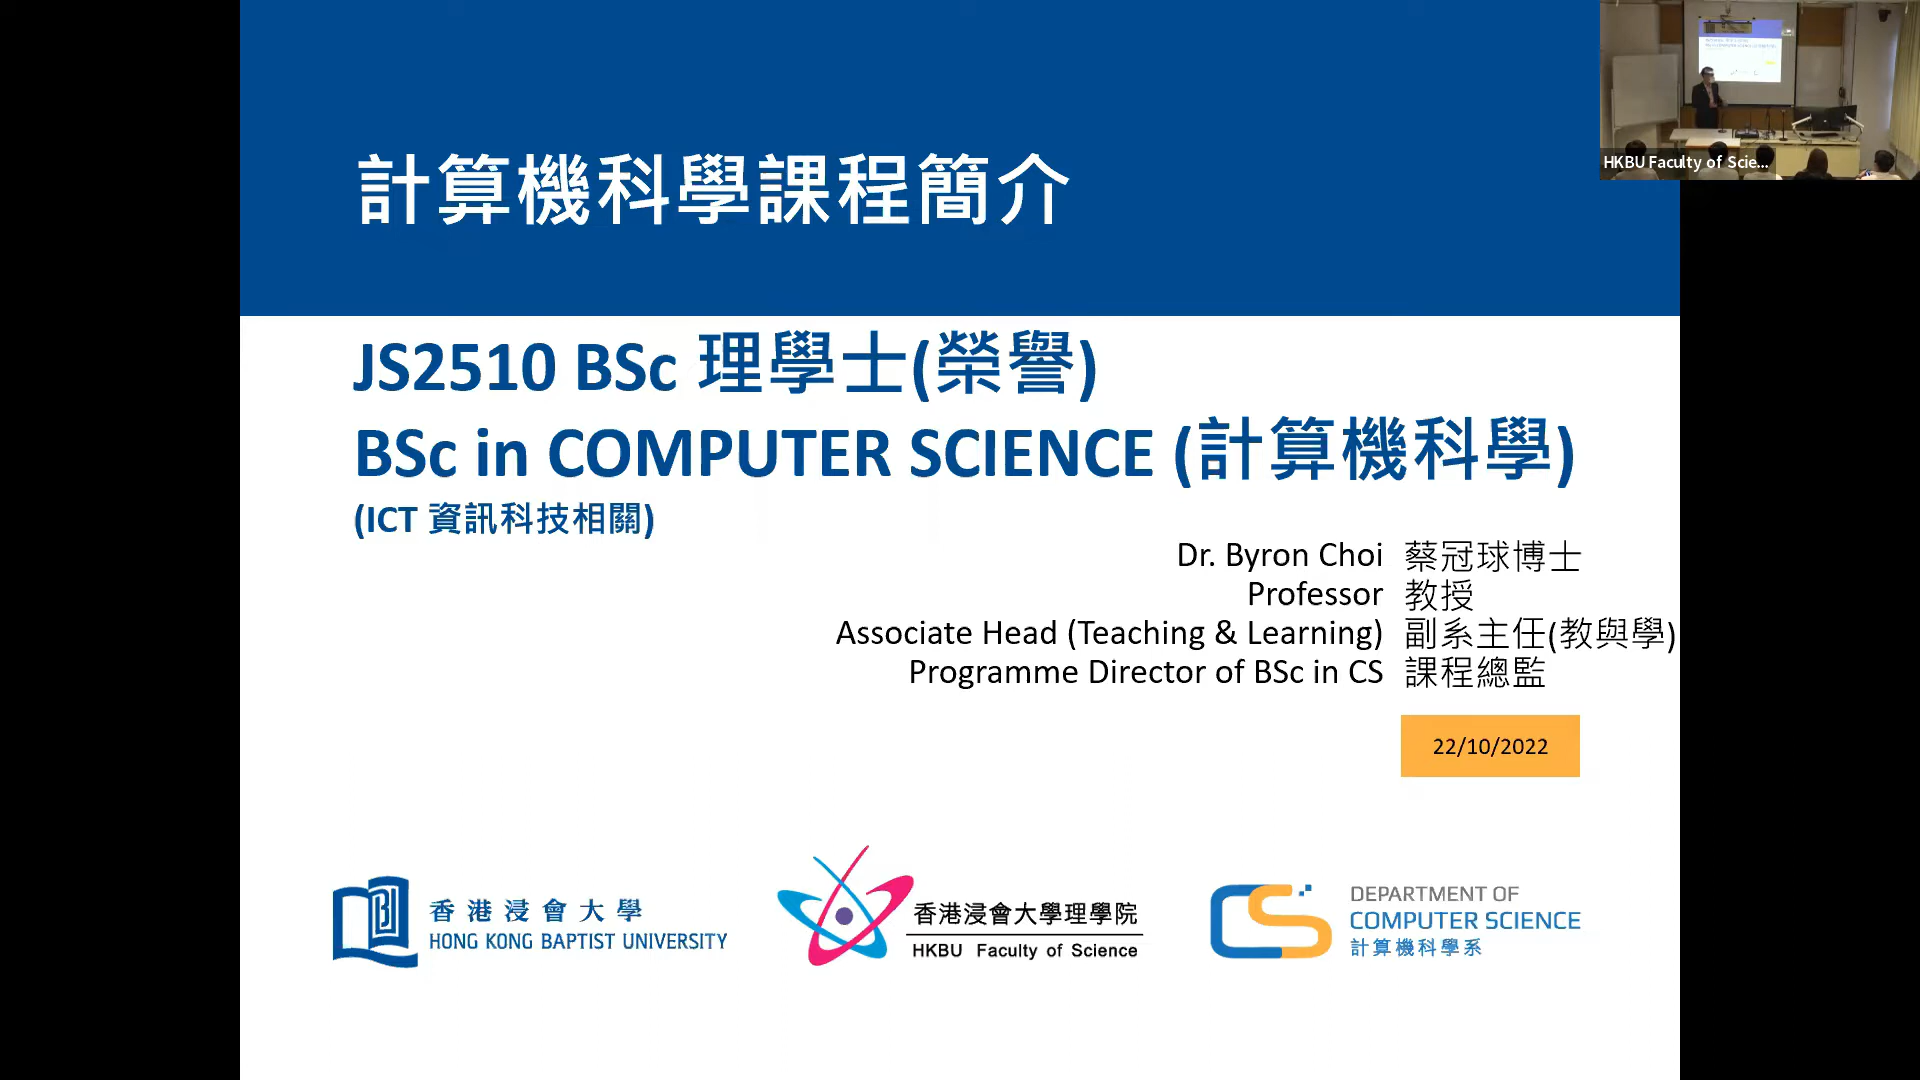 計算機科學課程簡介
HKBU Faculty of Scie...
JS2510 BSc 理學士(榮譽)
BSc in COMPUTER SCIENCE (計算機科學)
(ICT 資訊科技相關)
Dr. Byron Choi 蔡冠球博士
Professor 教授
Associate Head (Teaching & Learning) 副系主任(教與學)
Programme Director of BSc in CS 課程總監
22/10/2022
香港浸會大學
HONG KONG BAPTIST UNIVERSITY
香港浸會大學理學院
HKBU Faculty of Science
DEPARTMENT OF
COMPUTER SCIENCE
計算機科學系